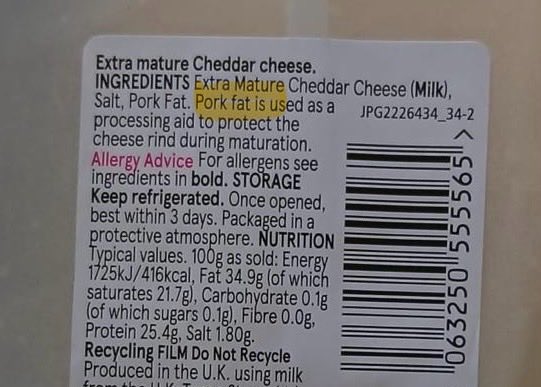 Extra mature Cheddar cheese.
INGREDIENTS Extra Mature Cheddar Cheese (Milk),
Salt, Pork Fat. Pork fat is used as a
processing aid to protect the
cheese rind during maturation.
Allergy Advice For allergens see
ingredients in bold. STORAGE
Keep refrigerated. Once opened,
best within 3 days. Packaged in a
protective atmosphere. NUTRITION
Typical values. 100g as sold: Energy
1725kJ/416kcal, Fat 34.9g (of which
saturates 21.7g), Carbohydrate 0.1g
(of which sugars 0.1g), Fibre 0.0g,
Protein 25.4g, Salt 1.80g.
Recycling FILM Do Not Recycle
Produced in the U.K. using milk
from the U.K.
JPG2226434_34-2
063250 555565 >